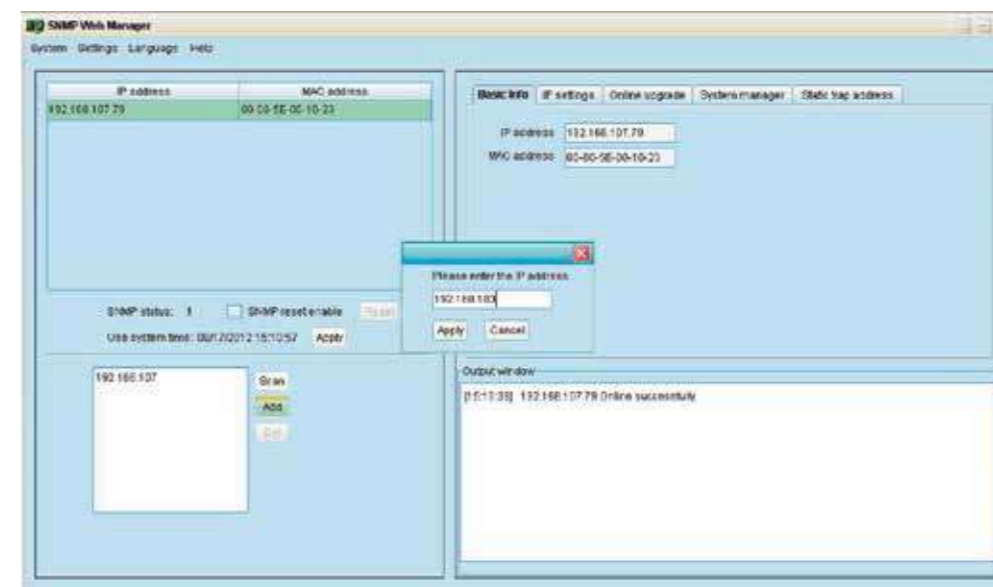 SNMP Web Manager
System Settings Language Help
IP address MAC address
192.168.107.79 00-00-5E-00-10-23
Basic Info IP settings Online upgrade System manager Static trap address
IP address 192.168.107.79
MAC address 00-00-5E-00-10-23
Please enter the IP address:
192.168.103
Apply Cancel
SNMP status: 1 SNMP reset enable Reset
Use system time: 2012 15:10:57 Apply
192.168.107
Scan
Add
Del
Output window
[15:13:38] 192.168.107.79 Online successfully